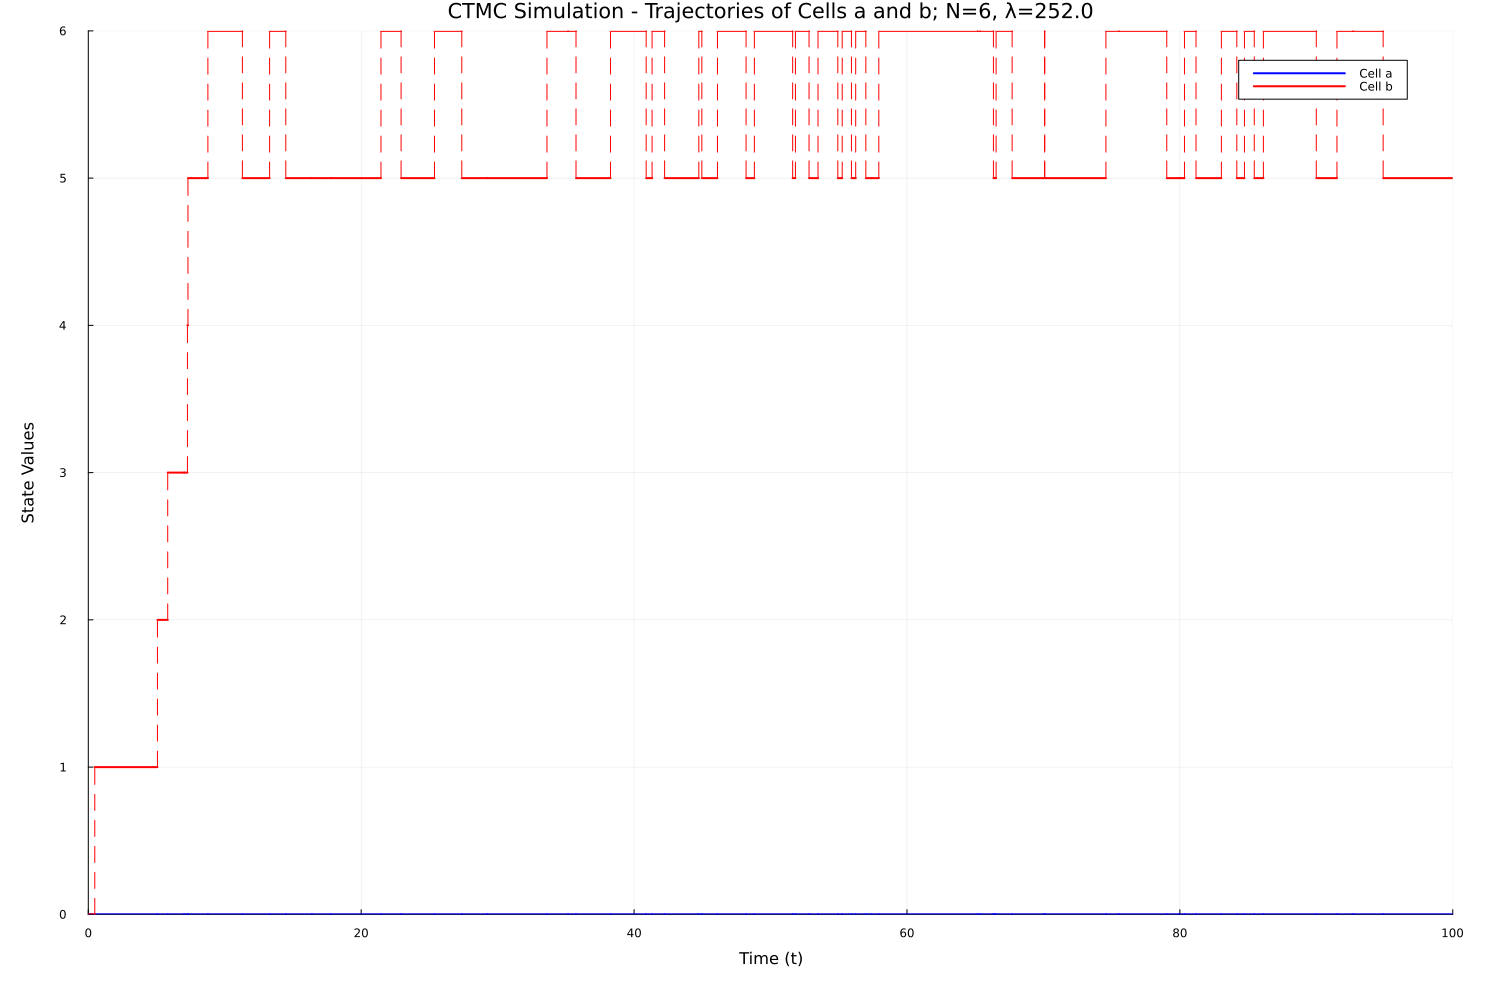 CTMC Simulation - Trajectories of Cells a and b; N=6, λ=252.0
6
Cell a
Cell b
5
4
State Values
3
2
1
0
0 20 40 60 80 100
Time (t)